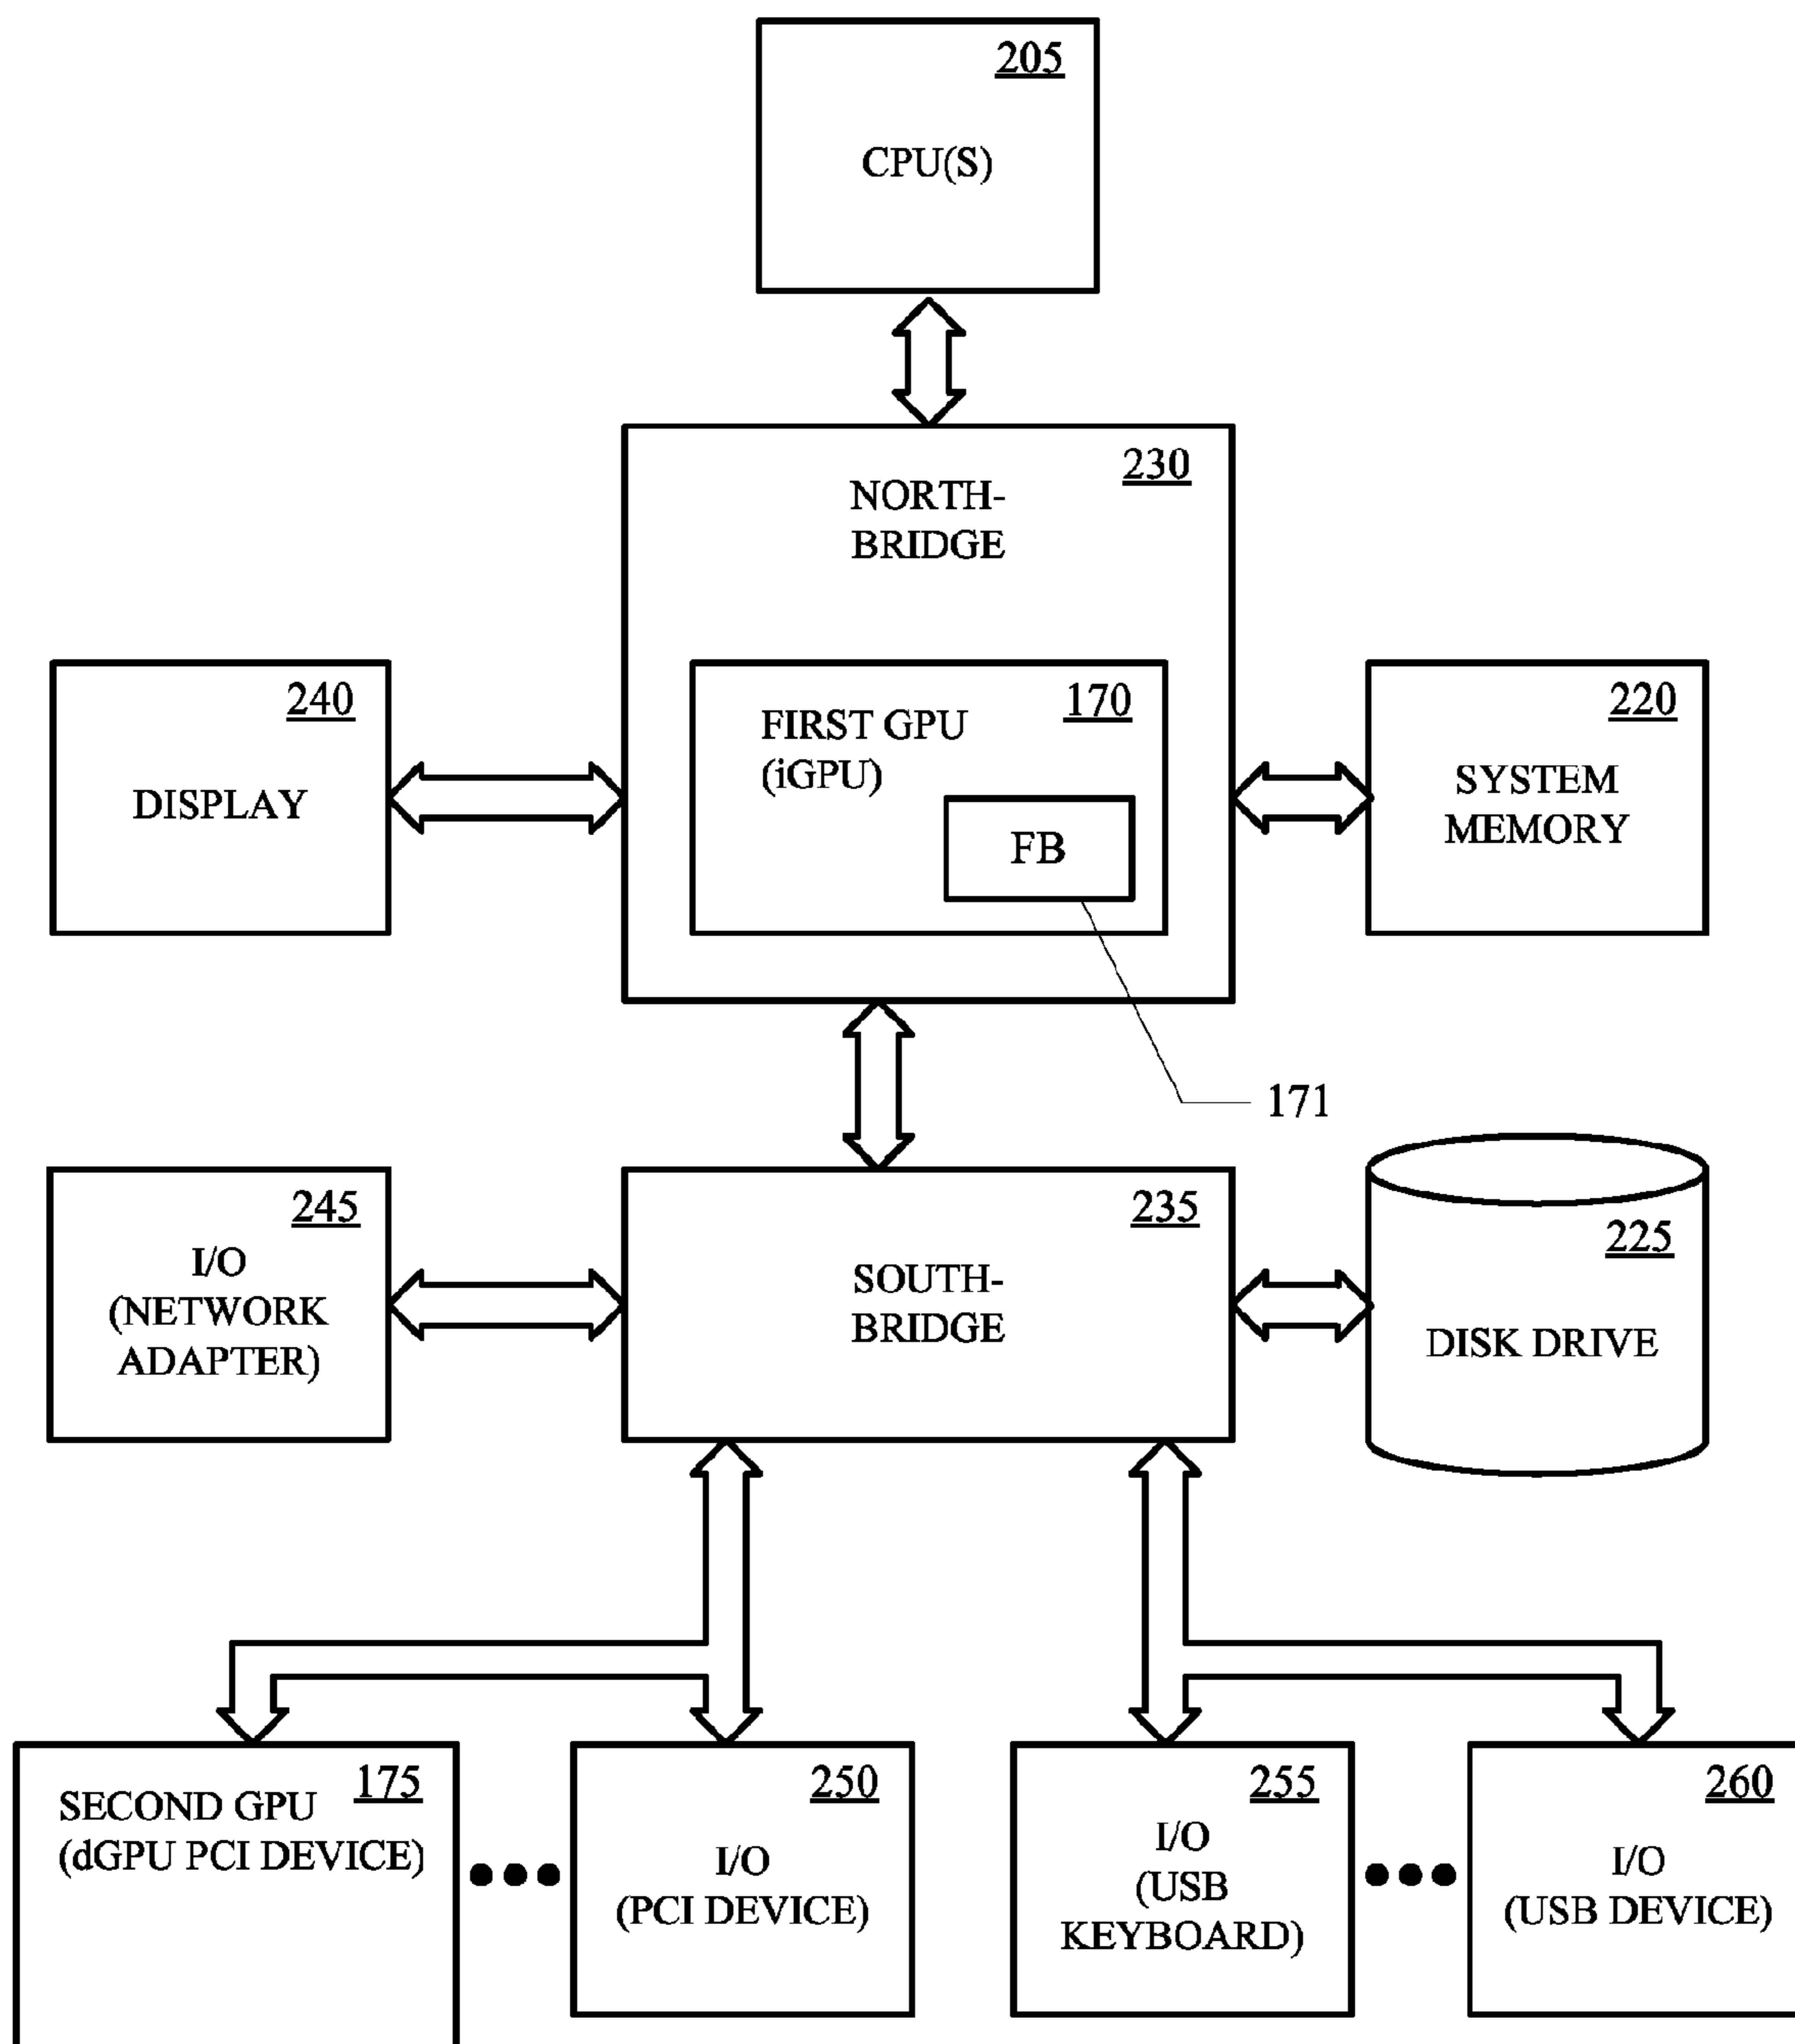 205
CPU(S)
230
NORTH-
BRIDGE
240
DISPLAY
170
FIRST GPU
(iGPU)
FB
220
SYSTEM
MEMORY
171
245
I/O
(NETWORK
ADAPTER)
235
SOUTH-
BRIDGE
225
DISK DRIVE
175
SECOND GPU
(dGPU PCI DEVICE)
250
I/O
(PCI DEVICE)
255
I/O
(USB
KEYBOARD)
260
I/O
(USB DEVICE)